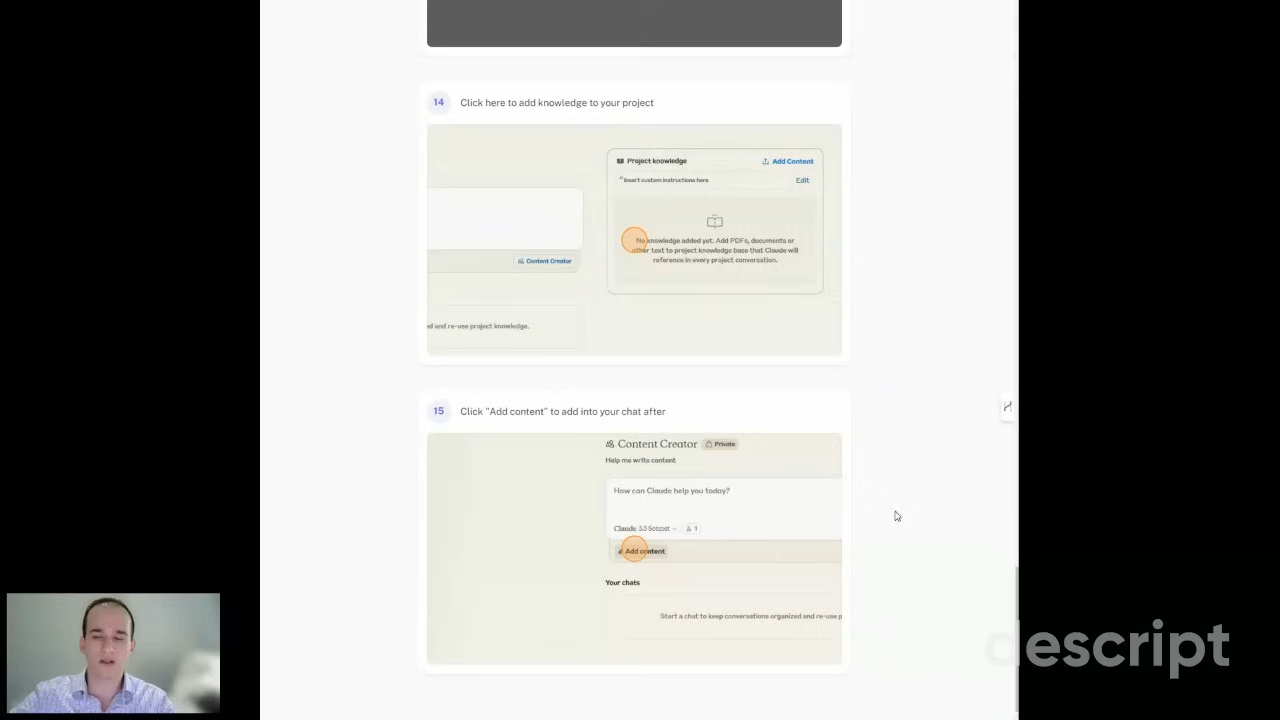 14 Click here to add knowledge to your project
Project knowledge Add Content
"Insert custom instructions here Edit
No knowledge added yet. Add PDFs, documents or
other text to project knowledge base that Claude will
reference in every project conversation.
Content Creator
ed and re-use project knowledge.
15 Click "Add content" to add into your chat after
Content Creator Private
Help me write content
How can Claude help you today?
Claude 3.5 Sonnet 1
Add content
Your chats
Start a chat to keep conversations organized and re-use p
descript